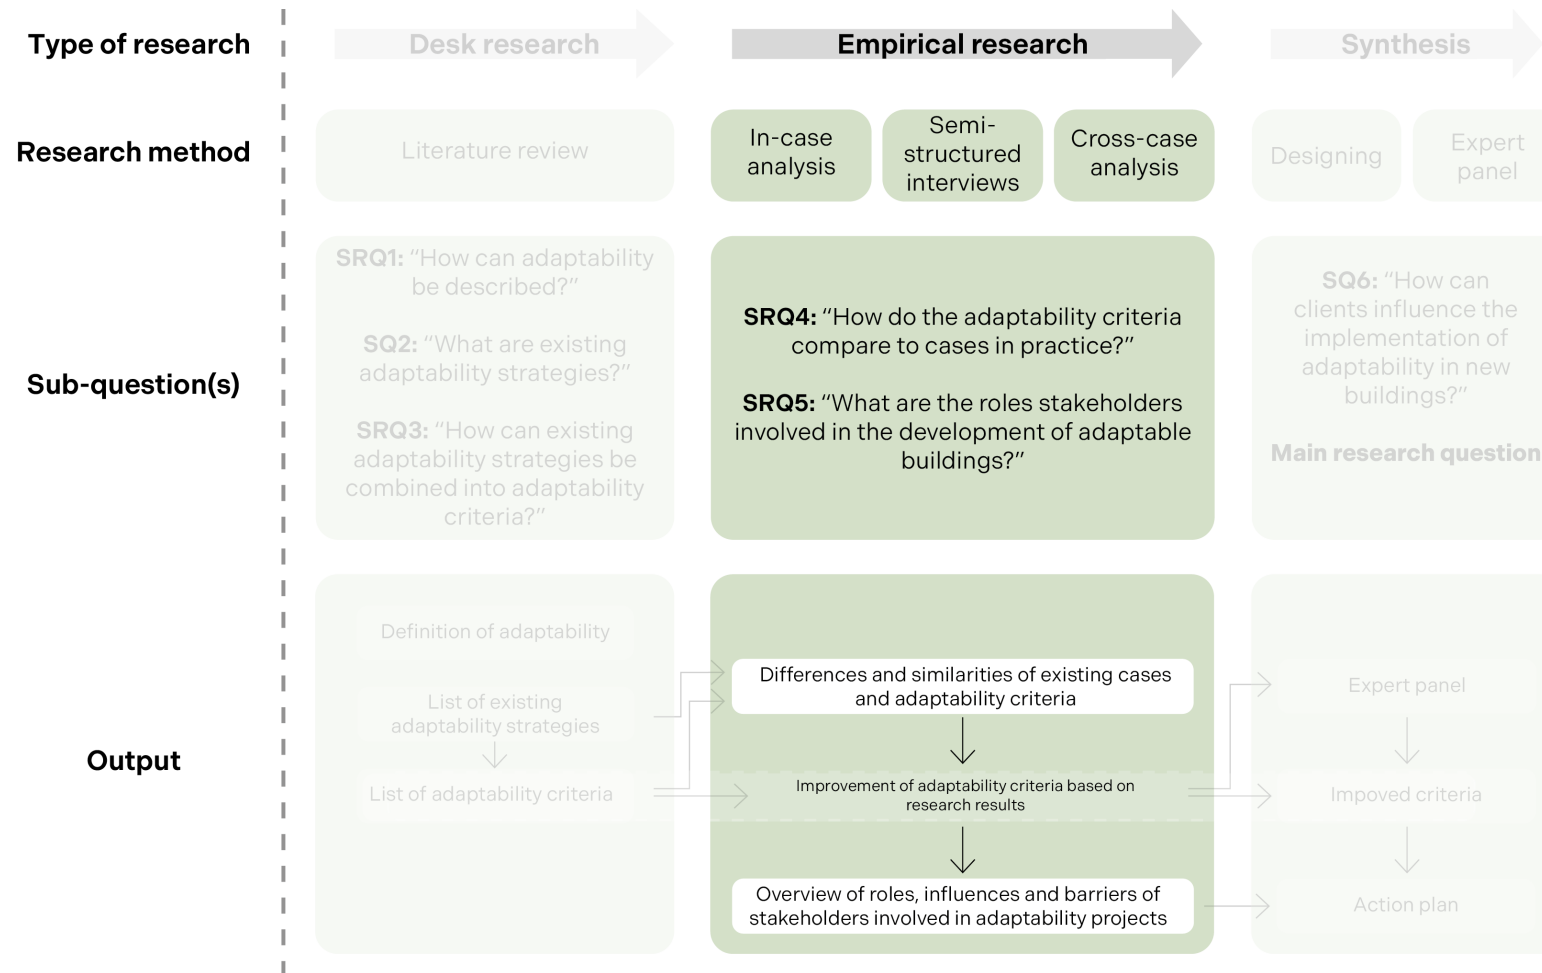 Type of research
Desk research
Empirical research
Synthesis
Research method
Literature review
In-case
analysis
Semi-
structured
interviews
Cross-case
analysis
Designing
Expert
panel
Sub-question(s)
SRQ1: “How can adaptability
be described?”
SQ2: “What are existing
adaptability strategies?”
SRQ3: “How can existing
adaptability strategies be
combined into adaptability
criteria?”
SRQ4: “How do the adaptability criteria
compare to cases in practice?”
SRQ5: “What are the roles stakeholders
involved in the development of adaptable
buildings?”
SQ6: “How can
clients influence the
implementation of
adaptability in new
buildings?”
Main research question
Output
Definition of adaptability
List of existing
adaptability strategies
List of adaptability criteria
Differences and similarities of existing cases
and adaptability criteria
Improvement of adaptability criteria based on
research results
Overview of roles, influences and barriers of
stakeholders involved in adaptability projects
Expert panel
Impoved criteria
Action plan